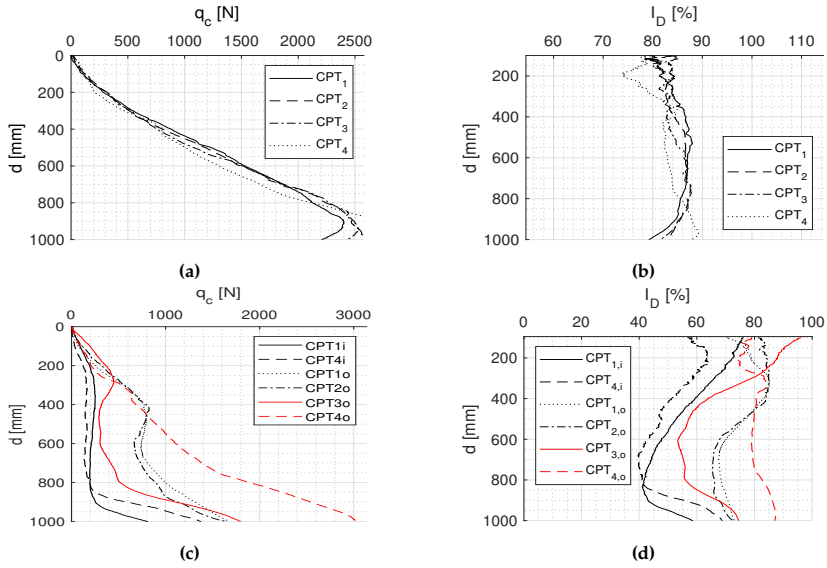 q_c [N]
0 500 1000 1500 2000 2500
0
200
400
600
800
1000
d [mm]
CPT_1
CPT_2
CPT_3
CPT_4
(a)
I_D [%]
60 70 80 90 100 110
200
400
600
800
1000
d [mm]
CPT_1
CPT_2
CPT_3
CPT_4
(b)
q_c [N]
0 1000 2000 3000
0
200
400
600
800
1000
d [mm]
CPT1i
CPT4i
CPT1o
CPT2o
CPT3o
CPT4o
(c)
I_D [%]
0 20 40 60 80 100
200
400
600
800
1000
d [mm]
CPT_1,i
CPT_4,i
CPT_1,o
CPT_2,o
CPT_3,o
CPT_4,o
(d)